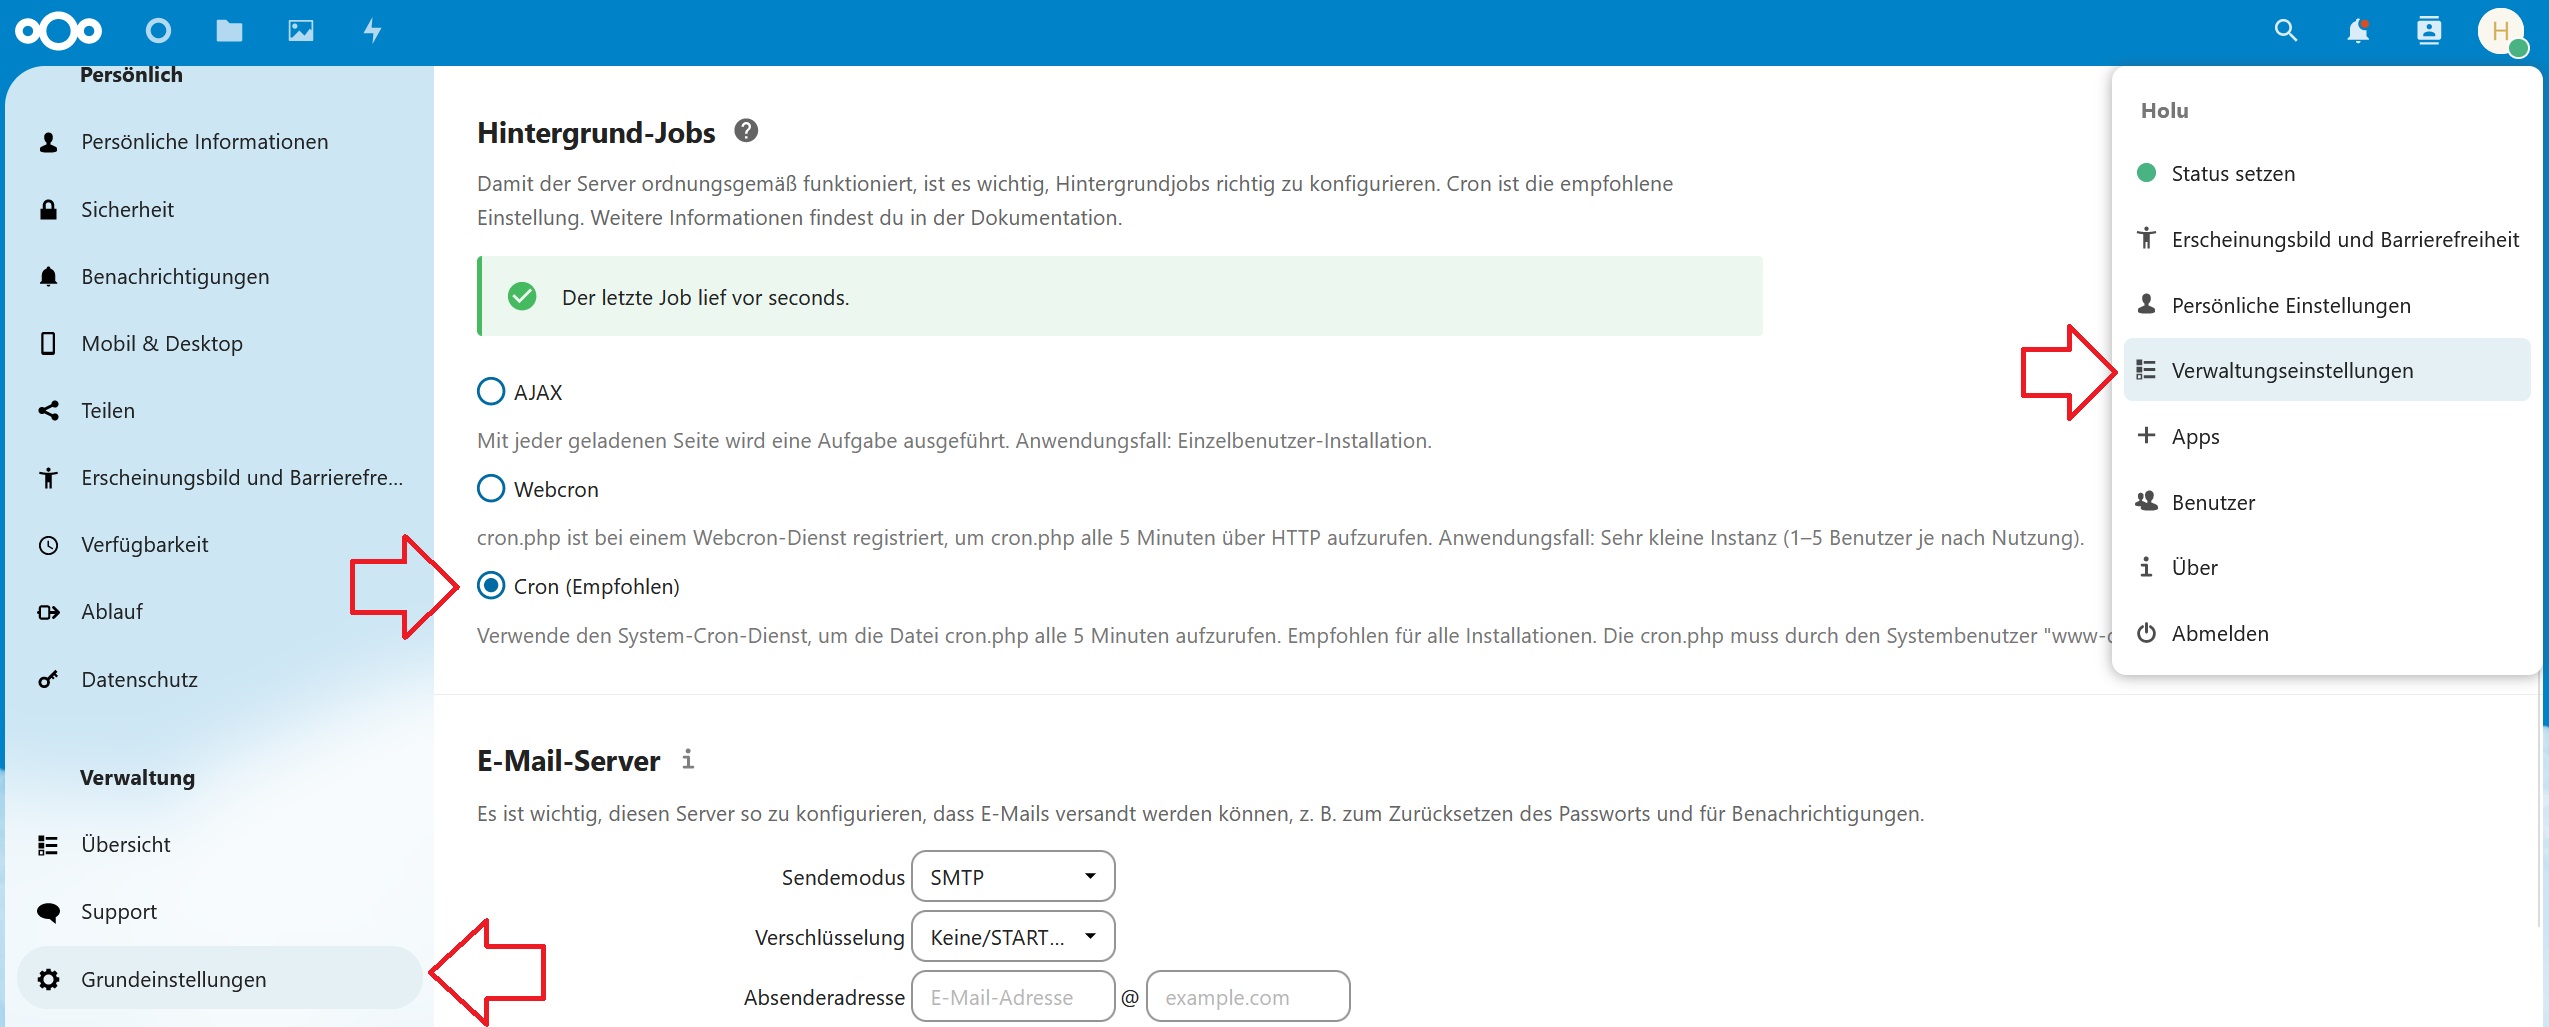 H
Persönlich
Persönliche Informationen
Sicherheit
Benachrichtigungen
Mobil & Desktop
Teilen
Erscheinungsbild und Barrierefre...
Verfügbarkeit
Ablauf
Datenschutz
Verwaltung
Übersicht
Support
Grundeinstellungen
Hintergrund-Jobs
Damit der Server ordnungsgemäß funktioniert, ist es wichtig, Hintergrundjobs richtig zu konfigurieren. Cron ist die empfohlene
Einstellung. Weitere Informationen findest du in der Dokumentation.
Der letzte Job lief vor seconds.
AJAX
Mit jeder geladenen Seite wird eine Aufgabe ausgeführt. Anwendungsfall: Einzelbenutzer-Installation.
Webcron
cron.php ist bei einem Webcron-Dienst registriert, um cron.php alle 5 Minuten über HTTP aufzurufen. Anwendungsfall: Sehr kleine Instanz (1–5 Benutzer je nach Nutzung).
Cron (Empfohlen)
Verwende den System-Cron-Dienst, um die Datei cron.php alle 5 Minuten aufzurufen. Empfohlen für alle Installationen. Die cron.php muss durch den Systembenutzer "www-
E-Mail-Server
Es ist wichtig, diesen Server so zu konfigurieren, dass E-Mails versandt werden können, z. B. zum Zurücksetzen des Passworts und für Benachrichtigungen.
Sendemodus SMTP
Verschlüsselung Keine/START...
Absenderadresse E-Mail-Adresse @ example.com
Holu
Status setzen
Erscheinungsbild und Barrierefreiheit
Persönliche Einstellungen
Verwaltungseinstellungen
Apps
Benutzer
Über
Abmelden